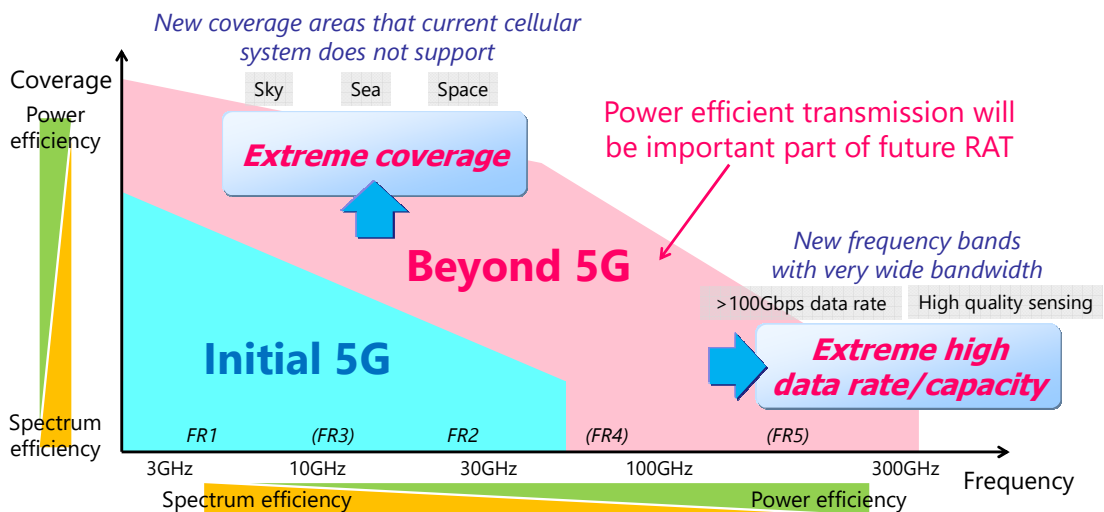 New coverage areas that current cellular
system does not support
Coverage
Sky
Sea
Space
Power
efficiency
Extreme coverage
Power efficient transmission will
be important part of future RAT
New frequency bands
with very wide bandwidth
Beyond 5G
>100Gbps data rate
High quality sensing
Initial 5G
Extreme high
data rate/capacity
Spectrum
efficiency
FR1
(FR3)
FR2
(FR4)
(FR5)
3GHz
10GHz
30GHz
100GHz
300GHz
Frequency
Spectrum efficiency
Power efficiency